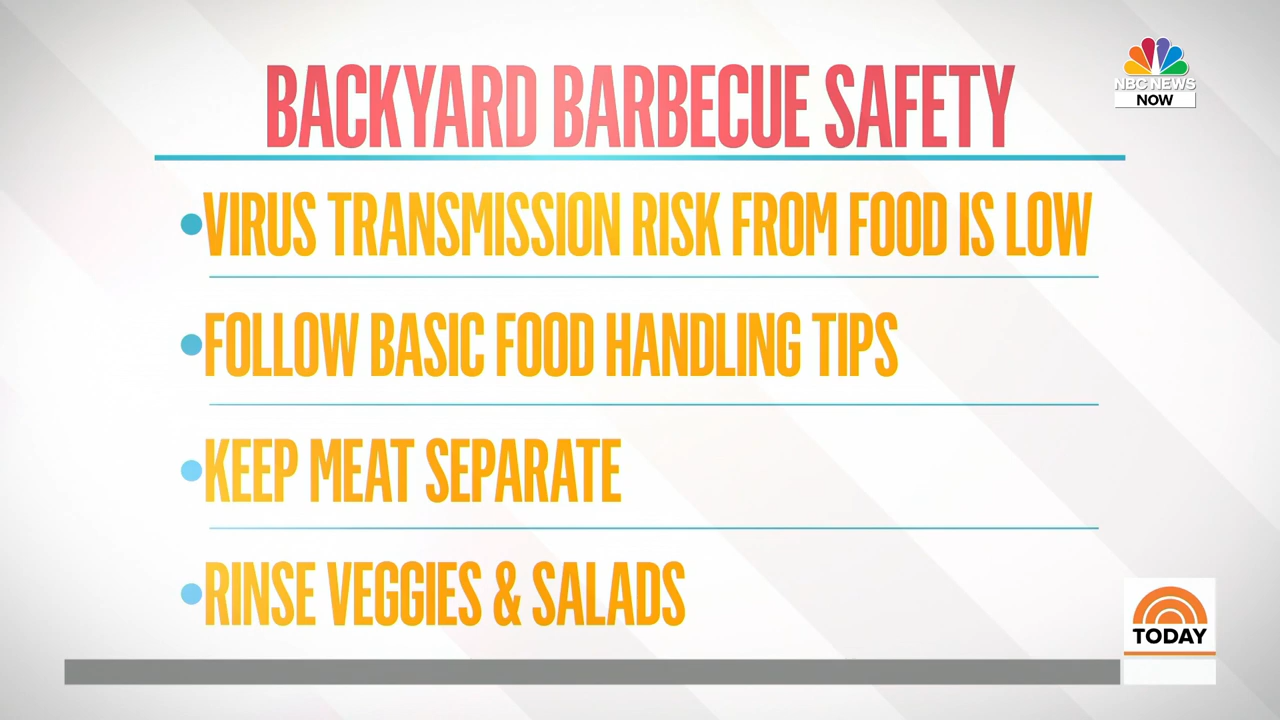 BACKYARD BARBECUE SAFETY
NBC NEWS
NOW
• VIRUS TRANSMISSION RISK FROM FOOD IS LOW
• FOLLOW BASIC FOOD HANDLING TIPS
• KEEP MEAT SEPARATE
• RINSE VEGGIES & SALADS
TODAY